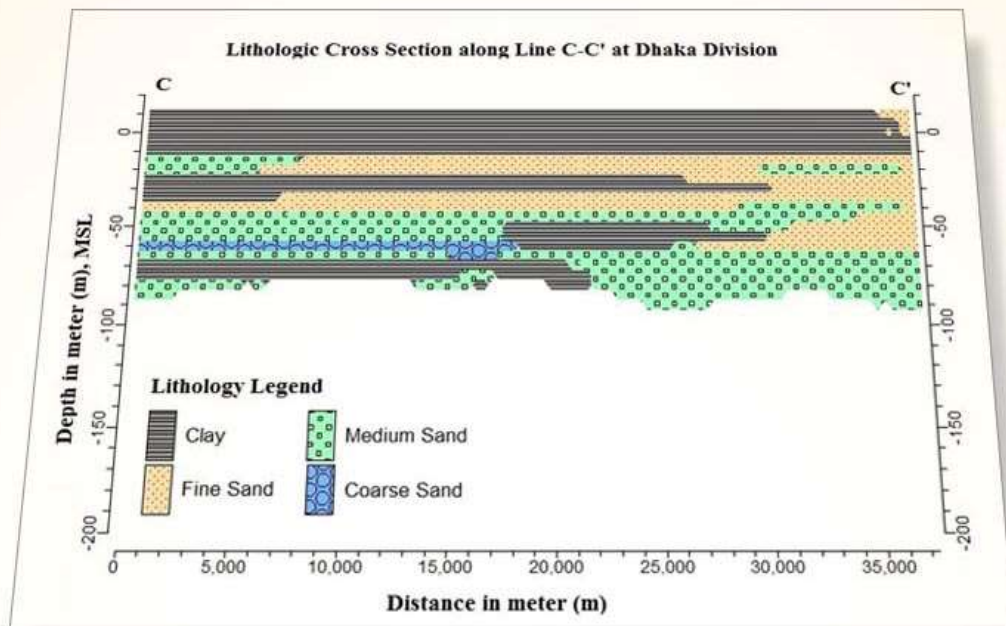 Lithologic Cross Section along Line C-C' at Dhaka Division
C C'
0 0
-50 -50
-100 -100
-150 -150
-200 -200
Depth in meter (m), MSL
Lithology Legend
Clay Medium Sand
Fine Sand Coarse Sand
0 5,000 10,000 15,000 20,000 25,000 30,000 35,000
Distance in meter (m)